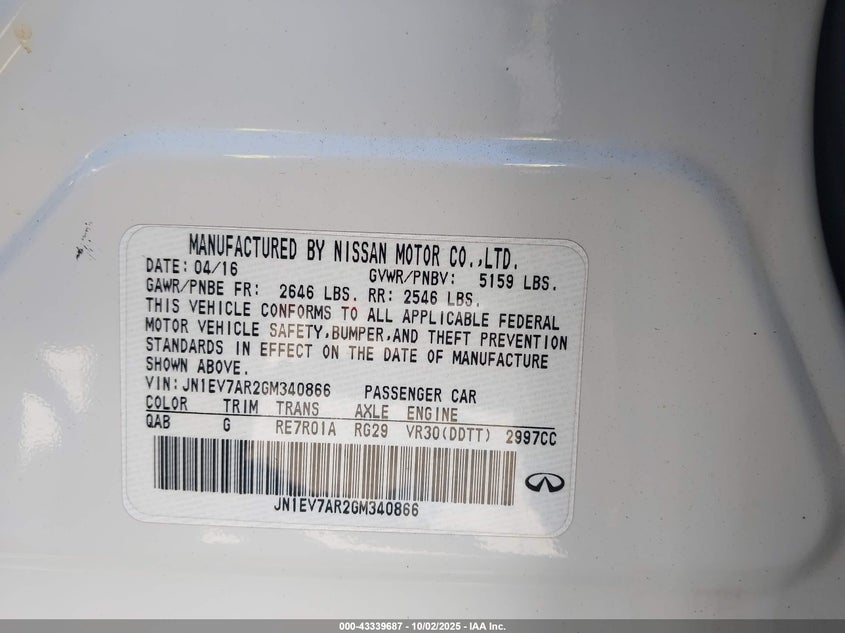 MANUFACTURED BY NISSAN MOTOR CO.,LTD.
DATE: 04/16 GVWR/PNBV: 5159 LBS.
GAWR/PNBE FR: 2646 LBS. RR: 2546 LBS.
THIS VEHICLE CONFORMS TO ALL APPLICABLE FEDERAL
MOTOR VEHICLE SAFETY,BUMPER,AND THEFT PREVENTION
STANDARDS IN EFFECT ON THE DATE OF MANUFACTURE
SHOWN ABOVE.
VIN:JN1EV7AR2GM340866 PASSENGER CAR
COLOR TRIM TRANS AXLE ENGINE
QAB G RE7R01A RG29 VR30(DDTT) 2997CC
JN1EV7AR2GM340866
000-43339687 - 10/02/2025 - IAA Inc.